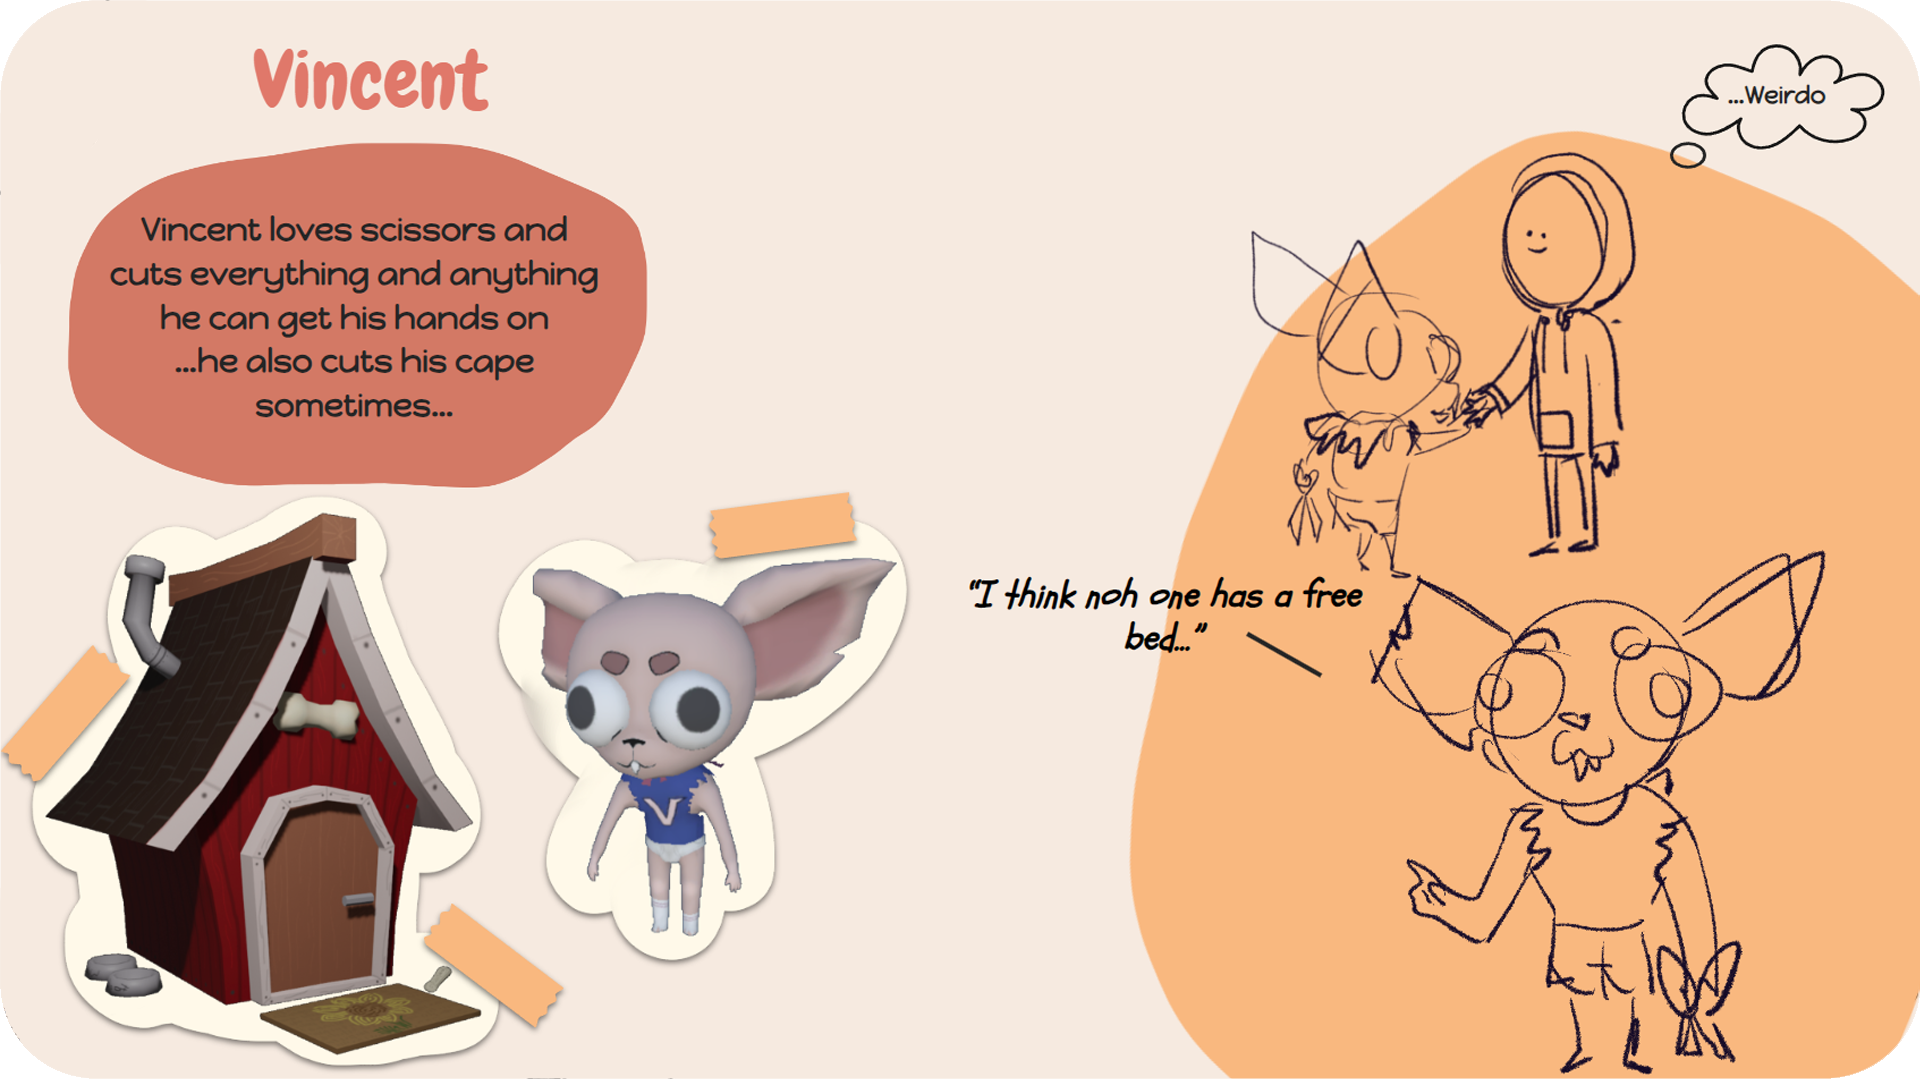 Vincent
Vincent loves scissors and
cuts everything and anything
he can get his hands on
...he also cuts his cape
sometimes...
...Weirdo
"I think noh one has a free
bed..."
V